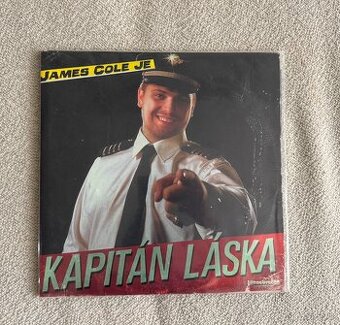 JAMES COLE JE
KAPITÁN LÁSKA